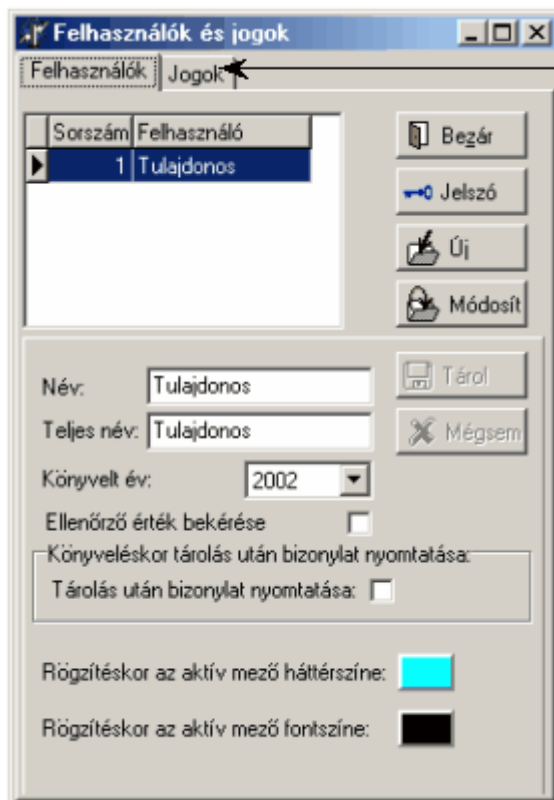 Felhasználók és jogok
Felhasználók Jogok
Sorszám Felhasználó
1 Tulajdonos
Bezár
Jelszó
Új
Módosít
Tárol
Mégsem
Név: Tulajdonos
Teljes név: Tulajdonos
Könyvelt év: 2002
Ellenőrző érték bekérése
Könyveléskor tárolás után bizonylat nyomtatása:
Tárolás után bizonylat nyomtatása:
Rögzítéskor az aktív mező háttérszíne:
Rögzítéskor az aktív mező fontszíne: